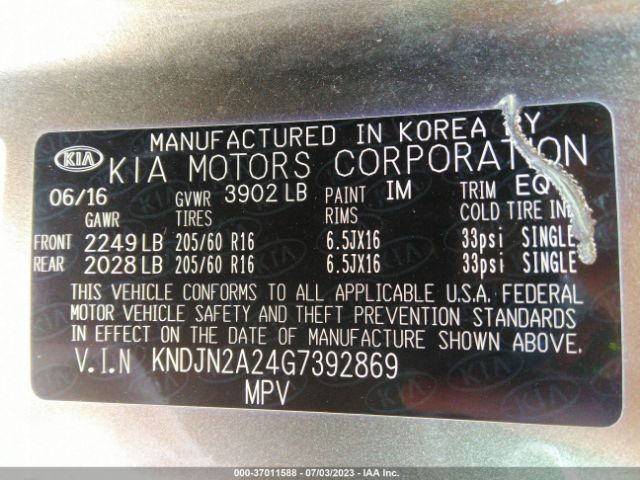 MANUFACTURED IN KOREA BY
KIA KIA MOTORS CORPORATION
06/16 GVWR 3902 LB PAINT IM TRIM EQ
GAWR TIRES RIMS COLD TIRE
FRONT 2249 LB 205/60 R16 6.5JX16 33psi SINGLE
REAR 2028 LB 205/60 R16 6.5JX16 33psi SINGLE
THIS VEHICLE CONFORMS TO ALL APPLICABLE U.S.A. FEDERAL
MOTOR VEHICLE SAFETY AND THEFT PREVENTION STANDARDS
IN EFFECT ON THE DATE OF MANUFACTURE SHOWN ABOVE.
V.I.N KNDJN2A24G7392869
MPV
000-37011588 - 07/03/2023 - IAA Inc.